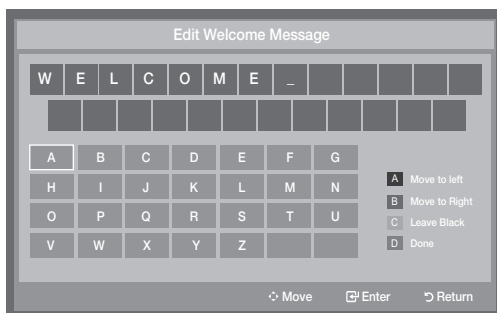 Edit Welcome Message
W E L C O M E _
A B C D E F G
H I J K L M N
O P Q R S T U
V W X Y Z
A Move to left
B Move to Right
C Leave Black
D Done
Move Enter Return